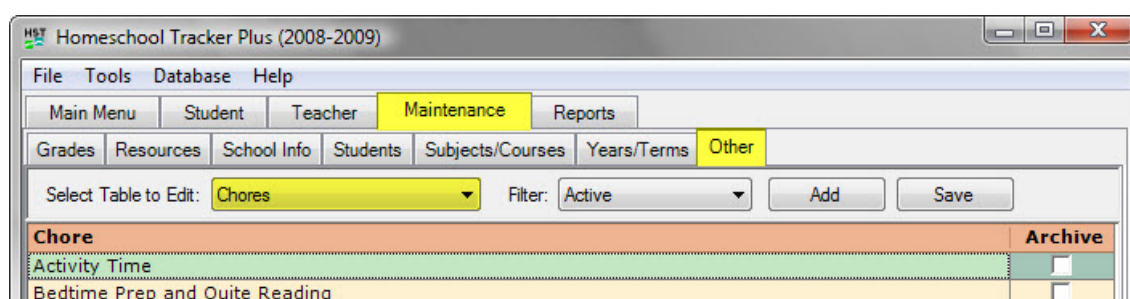 HST Homeschool Tracker Plus (2008-2009)
File Tools Database Help
Main Menu Student Teacher Maintenance Reports
Grades Resources School Info Students Subjects/Courses Years/Terms Other
Select Table to Edit: Chores Filter: Active Add Save
Chore Archive
Activity Time
Bedtime Prep and Quite Reading